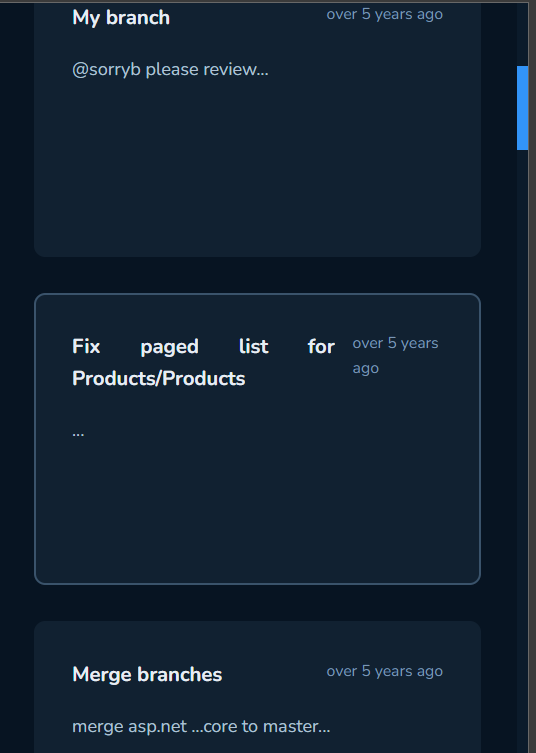 My branch
over 5 years ago
@sorryb please review...
Fix paged list for
Products/Products
over 5 years
ago
...
Merge branches
over 5 years ago
merge asp.net ...core to master...